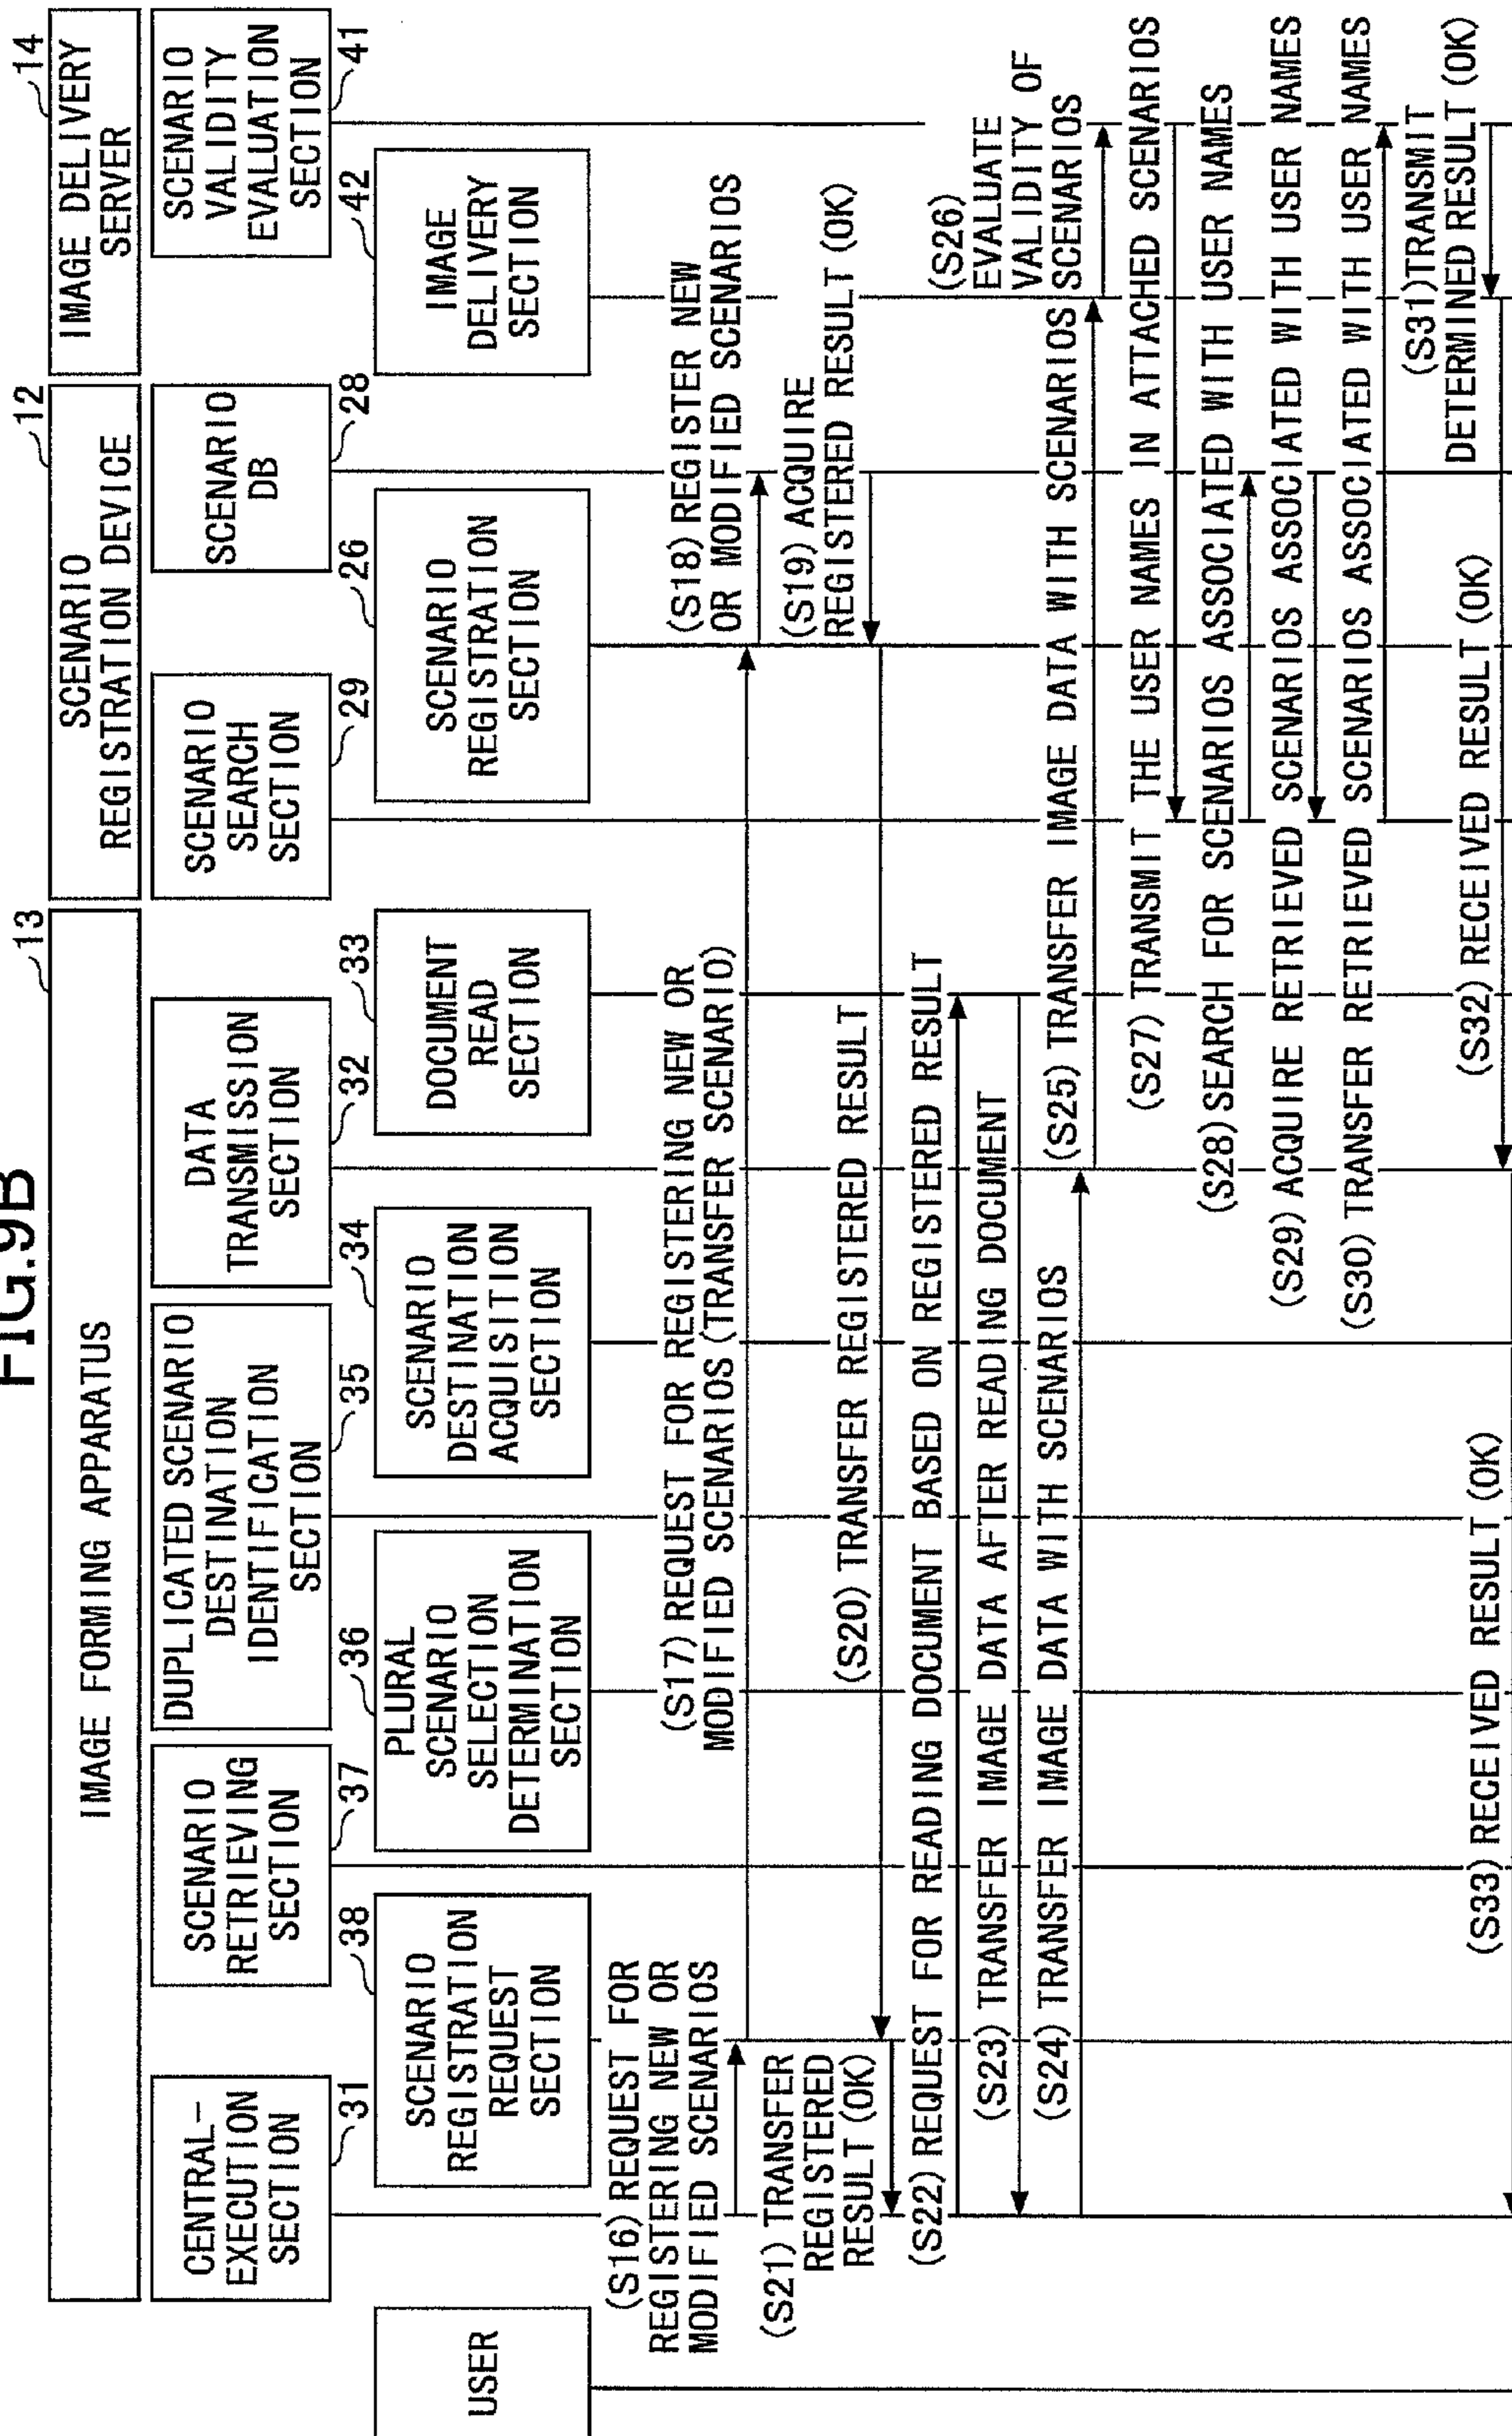 FIG.9B
13
IMAGE FORMING APPARATUS
12
SCENARIO
REGISTRATION DEVICE
14
IMAGE DELIVERY
SERVER
CENTRAL-
EXECUTION
SECTION
31
SCENARIO
RETRIEVING
SECTION
37
DUPLICATED SCENARIO
DESTINATION
IDENTIFICATION
SECTION
35
DATA
TRANSMISSION
SECTION
32
SCENARIO
SEARCH
SECTION
29
SCENARIO
DB
28
SCENARIO
VALIDITY
EVALUATION
SECTION
41
USER
SCENARIO
REGISTRATION
REQUEST
SECTION
38
PLURAL
SCENARIO
SELECTION
DETERMINATION
SECTION
36
SCENARIO
DESTINATION
ACQUISITION
SECTION
34
DOCUMENT
READ
SECTION
33
SCENARIO
REGISTRATION
SECTION
26
IMAGE
DELIVERY
SECTION
42
(S16) REQUEST FOR
REGISTERING NEW OR
MODIFIED SCENARIOS
(S17) REQUEST FOR REGISTERING NEW OR
MODIFIED SCENARIOS (TRANSFER SCENARIO)
(S18) REGISTER NEW
OR MODIFIED SCENARIOS
(S19) ACQUIRE
REGISTERED RESULT (OK)
(S20) TRANSFER REGISTERED RESULT
(S21) TRANSFER
REGISTERED
RESULT (OK)
(S22) REQUEST FOR READING DOCUMENT BASED ON REGISTERED RESULT
(S23) TRANSFER IMAGE DATA AFTER READING DOCUMENT
(S24) TRANSFER IMAGE DATA WITH SCENARIOS
(S25) TRANSFER IMAGE DATA WITH SCENARIOS
(S26)
EVALUATE
VALIDITY OF
SCENARIOS
(S27) TRANSMIT THE USER NAMES IN ATTACHED SCENARIOS
(S28) SEARCH FOR SCENARIOS ASSOCIATED WITH USER NAMES
(S29) ACQUIRE RETRIEVED SCENARIOS ASSOCIATED WITH USER NAMES
(S30) TRANSFER RETRIEVED SCENARIOS ASSOCIATED WITH USER NAMES
(S31) TRANSMIT
DETERMINED RESULT (OK)
(S32) RECEIVED RESULT (OK)
(S33) RECEIVED RESULT (OK)